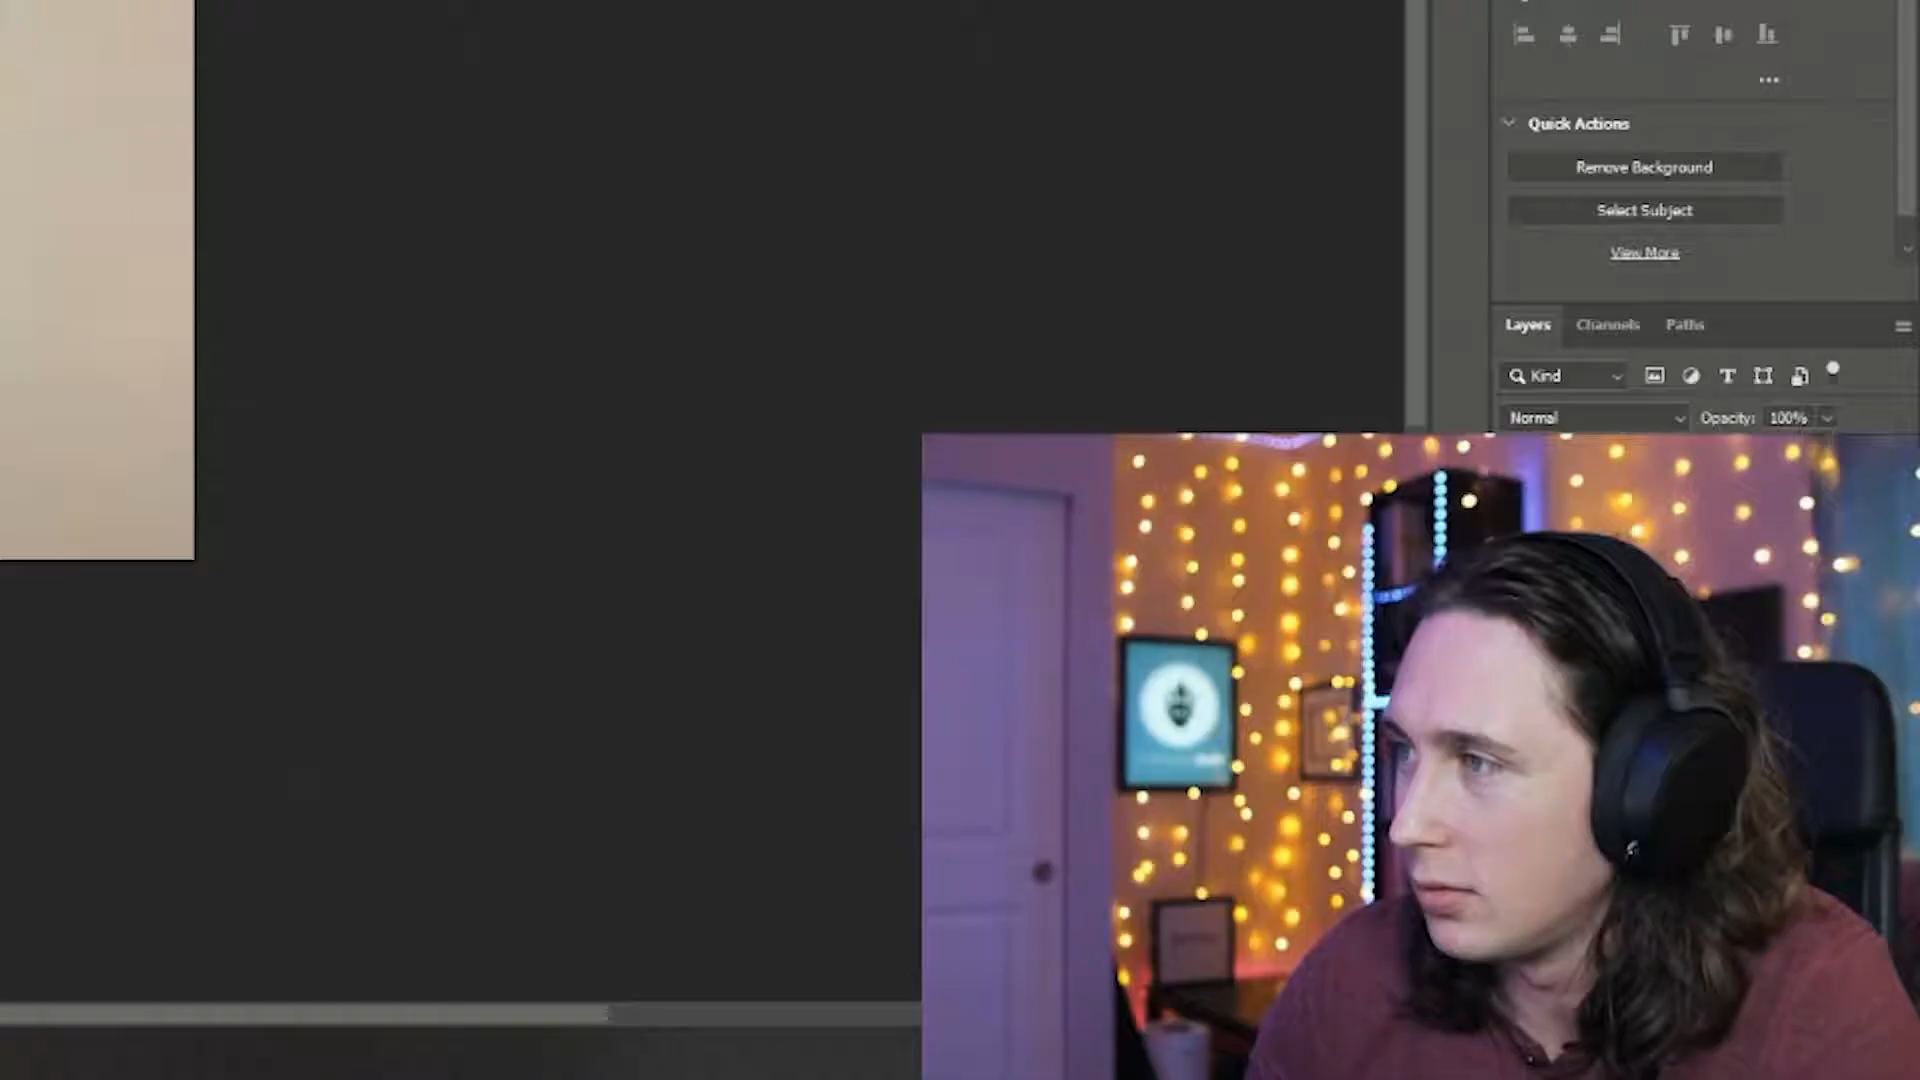 Quick Actions
Remove Background
Select Subject
View More
Layers Channels Paths
Kind
Normal Opacity: 100%